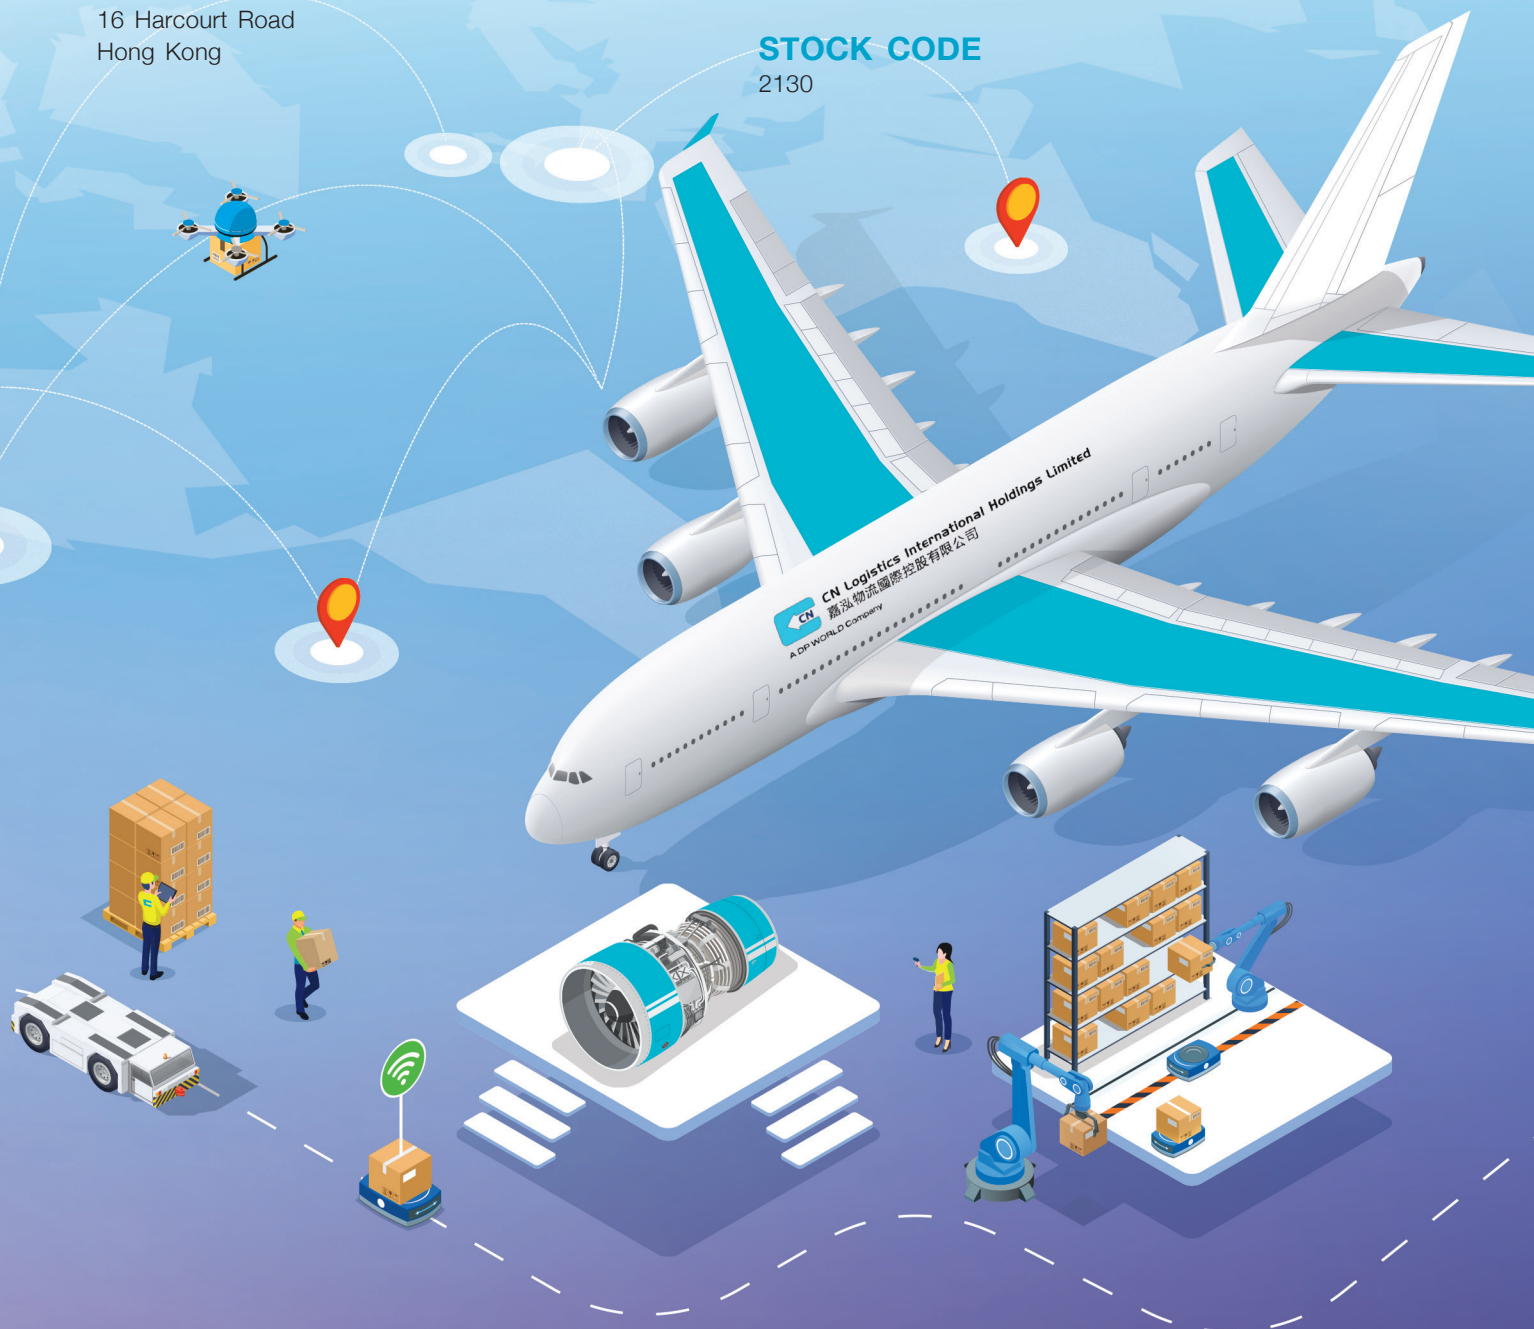 16 Harcourt Road
Hong Kong
STOCK CODE
2130
CN Logistics International Holdings Limited
嘉泓物流國際控股有限公司
CN
A DP WORLD Company